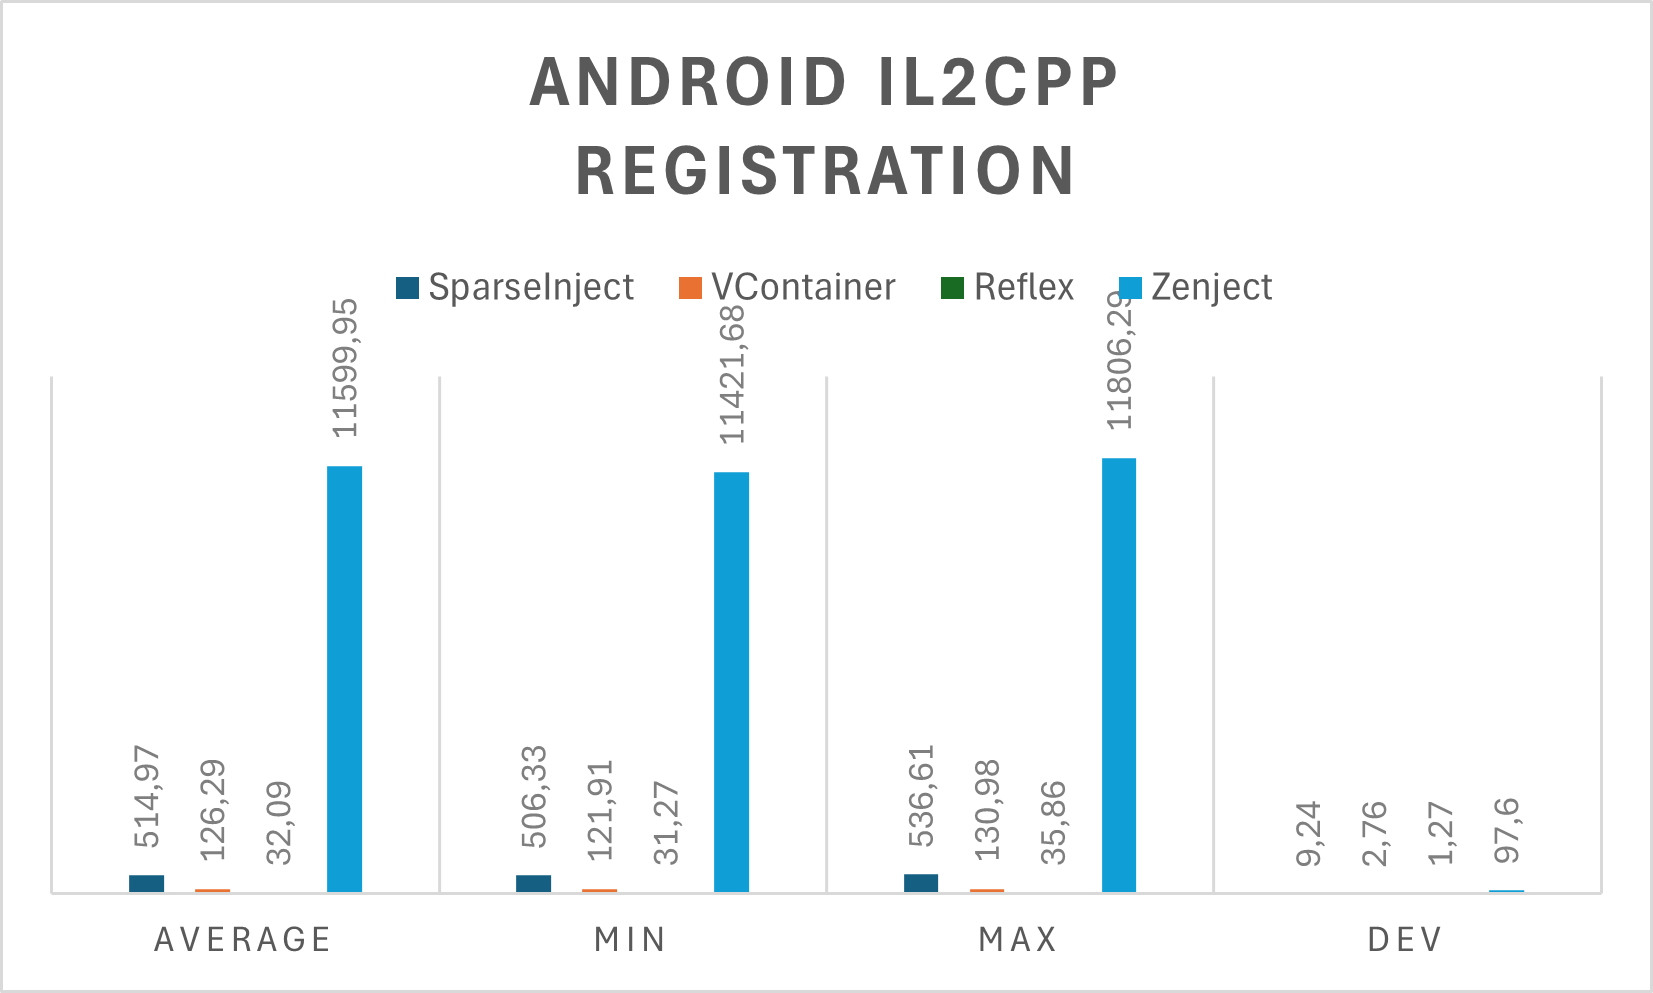 ANDROID IL2CPP
REGISTRATION
SparseInject VContainer Reflex Zenject
514,97 126,29 32,09 11599,95
506,33 121,91 31,27 11421,68
536,61 130,98 35,86 11806,29
9,24 2,76 1,27 97,6
AVERAGE MIN MAX DEV